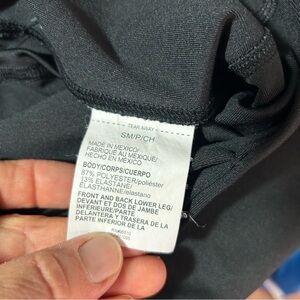 TEAR AWAY
SM/P/CH
MADE IN MEXICO/
FABRIQUÉ AU MEXIQUE/
HECHO EN MEXICO
BODY/CORPS/CUERPO
87% POLYESTER/poliéster
13% ELASTANE/
ÉLASTHANNE/elastano
FRONT AND BACK LOWER LEG/
DEVANT ET DOS DE JAMBE
INFÉRIEURE/PARTE
DELANTERA Y TRASERA DE LA
PARTE INFERIOR DE LA